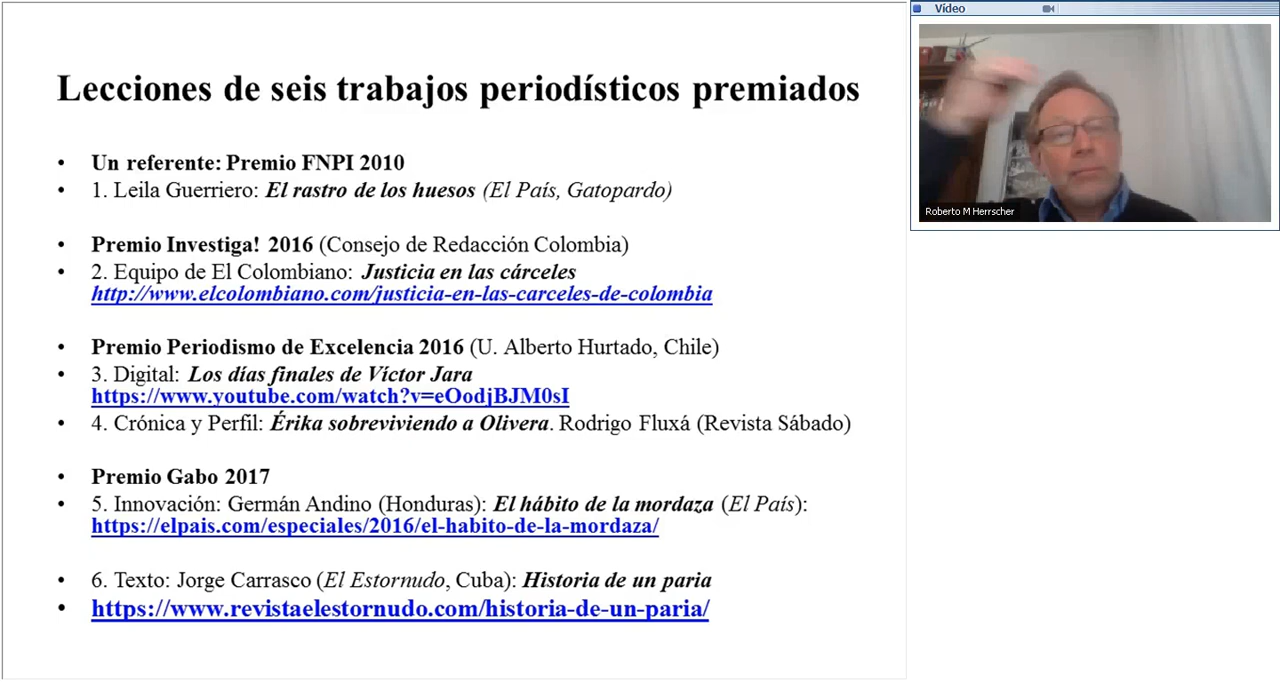 Lecciones de seis trabajos periodísticos premiados
• Un referente: Premio FNPI 2010
• 1. Leila Guerriero: El rastro de los huesos (El País, Gatopardo)
• Premio Investiga! 2016 (Consejo de Redacción Colombia)
• 2. Equipo de El Colombiano: Justicia en las cárceles
http://www.elcolombiano.com/justicia-en-las-carceles-de-colombia
• Premio Periodismo de Excelencia 2016 (U. Alberto Hurtado, Chile)
• 3. Digital: Los días finales de Víctor Jara
https://www.youtube.com/watch?v=eOodjBJM0sI
• 4. Crónica y Perfil: Érika sobreviviendo a Olivera. Rodrigo Fluxá (Revista Sábado)
• Premio Gabo 2017
• 5. Innovación: Germán Andino (Honduras): El hábito de la mordaza (El País):
https://elpais.com/especiales/2016/el-habito-de-la-mordaza/
• 6. Texto: Jorge Carrasco (El Estornudo, Cuba): Historia de un paria
• https://www.revistaelestornudo.com/historia-de-un-paria/
Vídeo
Roberto M Herrscher